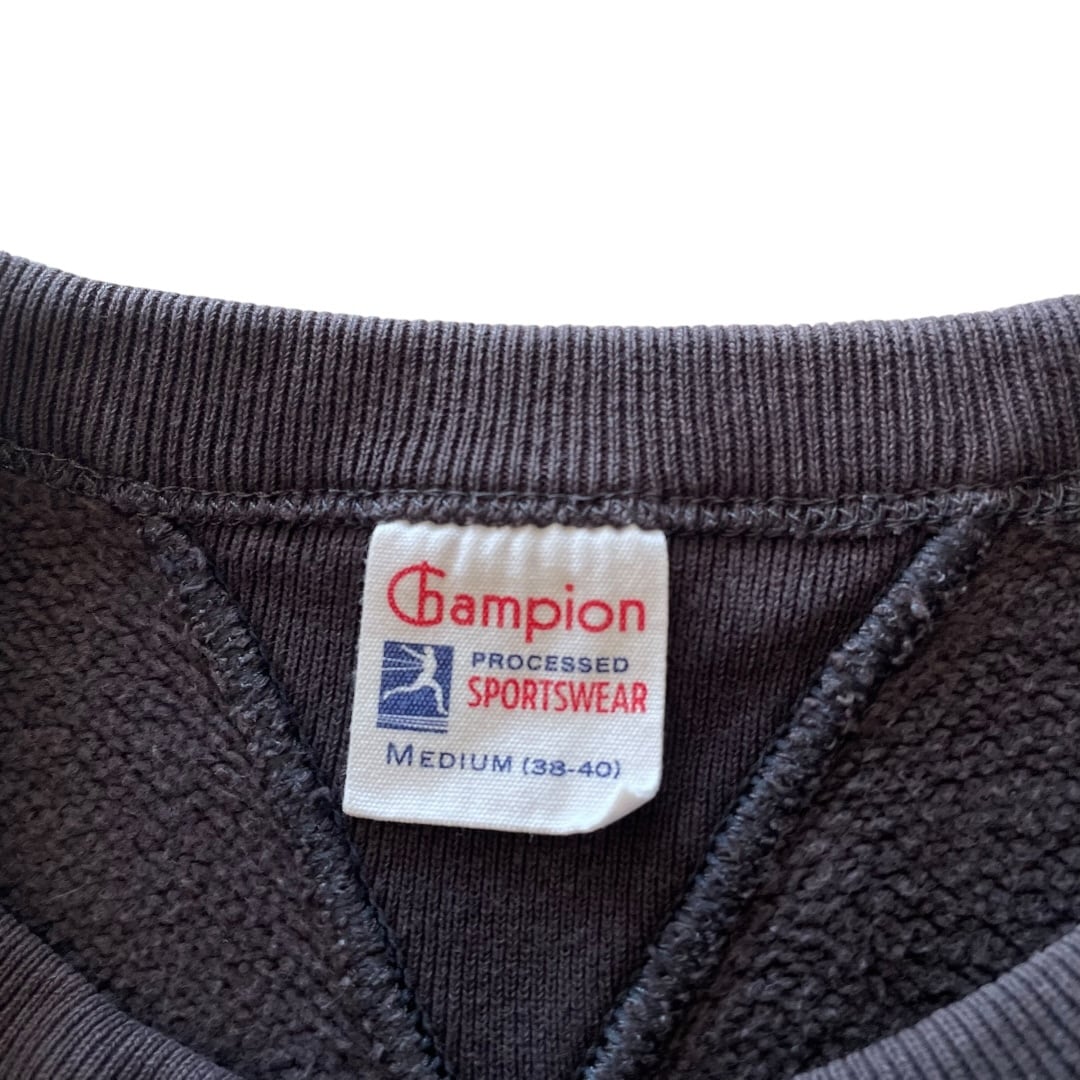 Champion
PROCESSED
SPORTSWEAR
MEDIUM (38-40)